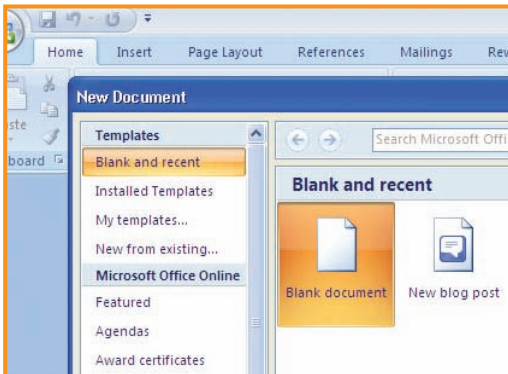 Home Insert Page Layout References Mailings
New Document
Templates
Blank and recent
Installed Templates
My templates...
New from existing...
Microsoft Office Online
Featured
Agendas
Award certificates
Search Microsoft
Blank and recent
Blank document New blog post